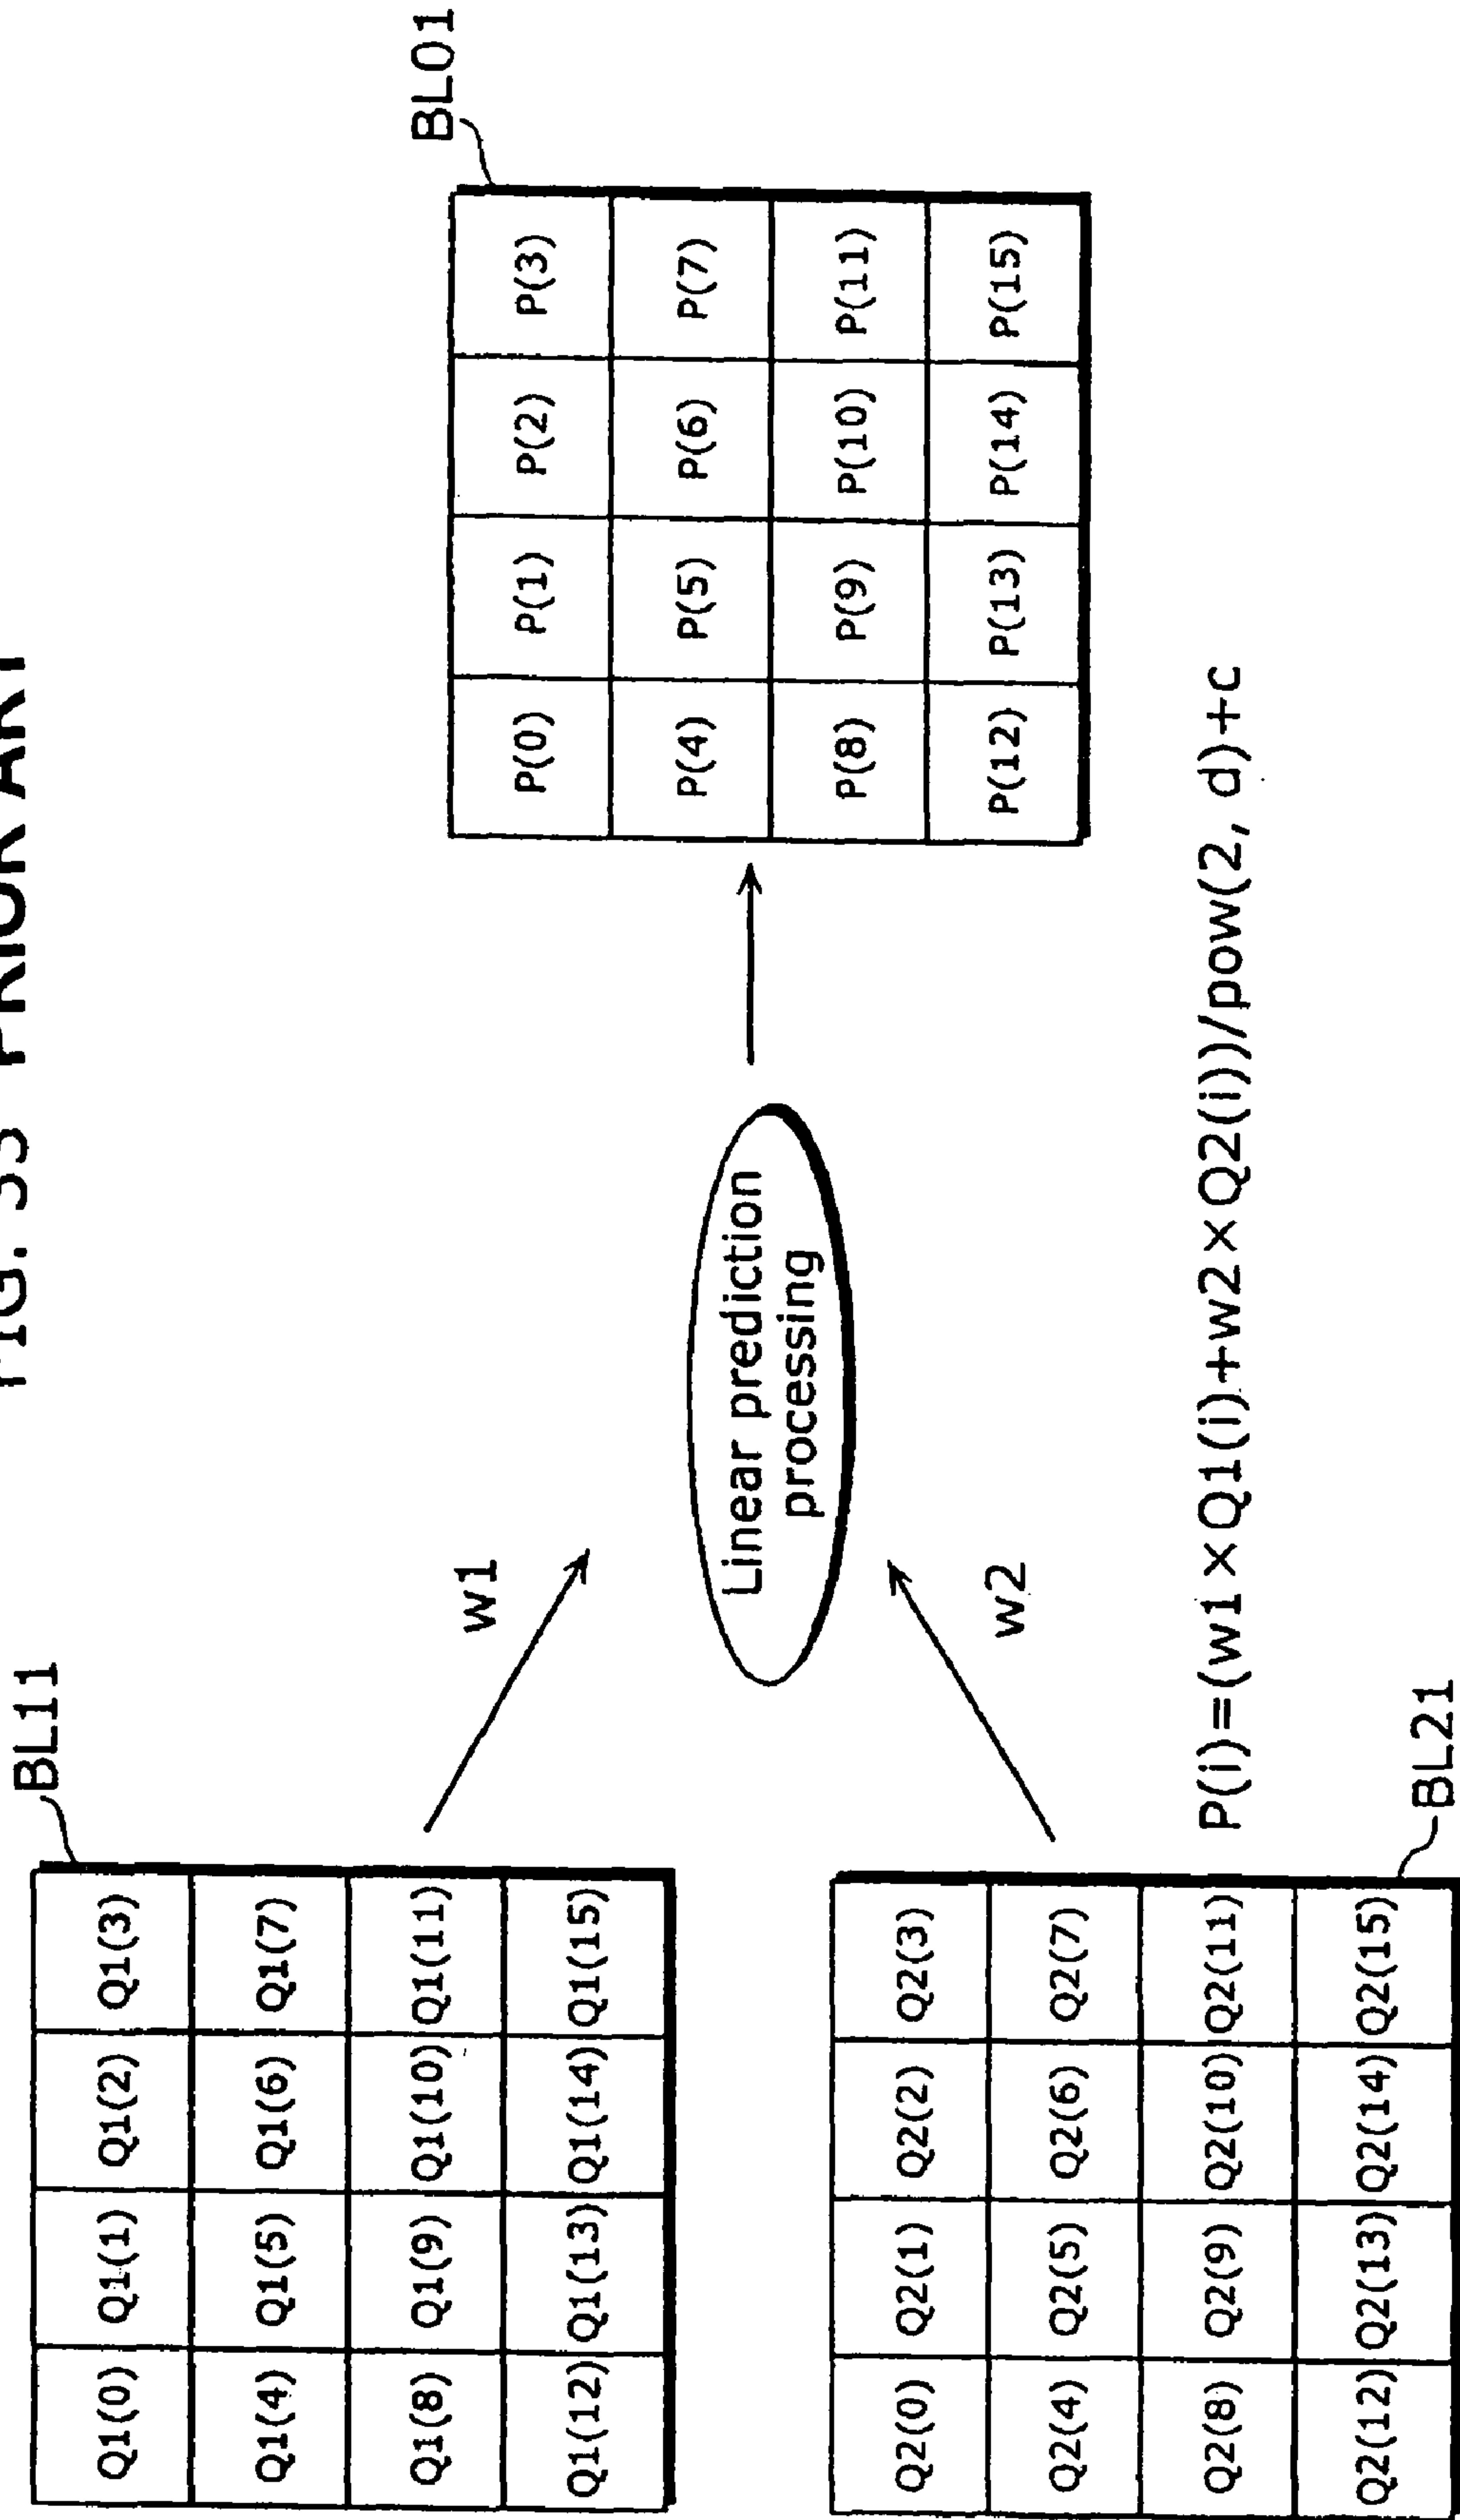 FIG. 33 PRIOR ART
BL11
Q1(0) Q1(1) Q1(2) Q1(3)
Q1(4) Q1(5) Q1(6) Q1(7)
Q1(8) Q1(9) Q1(10) Q1(11)
Q1(12) Q1(13) Q1(14) Q1(15)
w1
Linear prediction
processing
w2
BL01
P(0) P(1) P(2) P(3)
P(4) P(5) P(6) P(7)
P(8) P(9) P(10) P(11)
P(12) P(13) P(14) P(15)
Q2(0) Q2(1) Q2(2) Q2(3)
Q2(4) Q2(5) Q2(6) Q2(7)
Q2(8) Q2(9) Q2(10) Q2(11)
Q2(12) Q2(13) Q2(14) Q2(15)
P(i)=(w1×Q1(i)+w2×Q2(i))/pow(2, d)+c
BL21